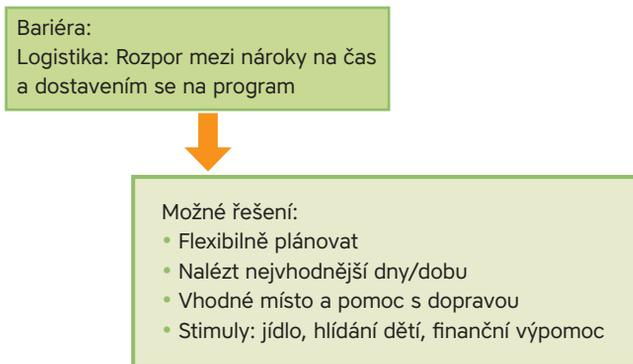 Bariéra:
Logistika: Rozpor mezi nároky na čas
a dostavením se na program
Možné řešení:
• Flexibilně plánovat
• Nalézt nejvhodnější dny/dobu
• Vhodné místo a pomoc s dopravou
• Stimuly: jídlo, hlídání dětí, finanční výpomoc